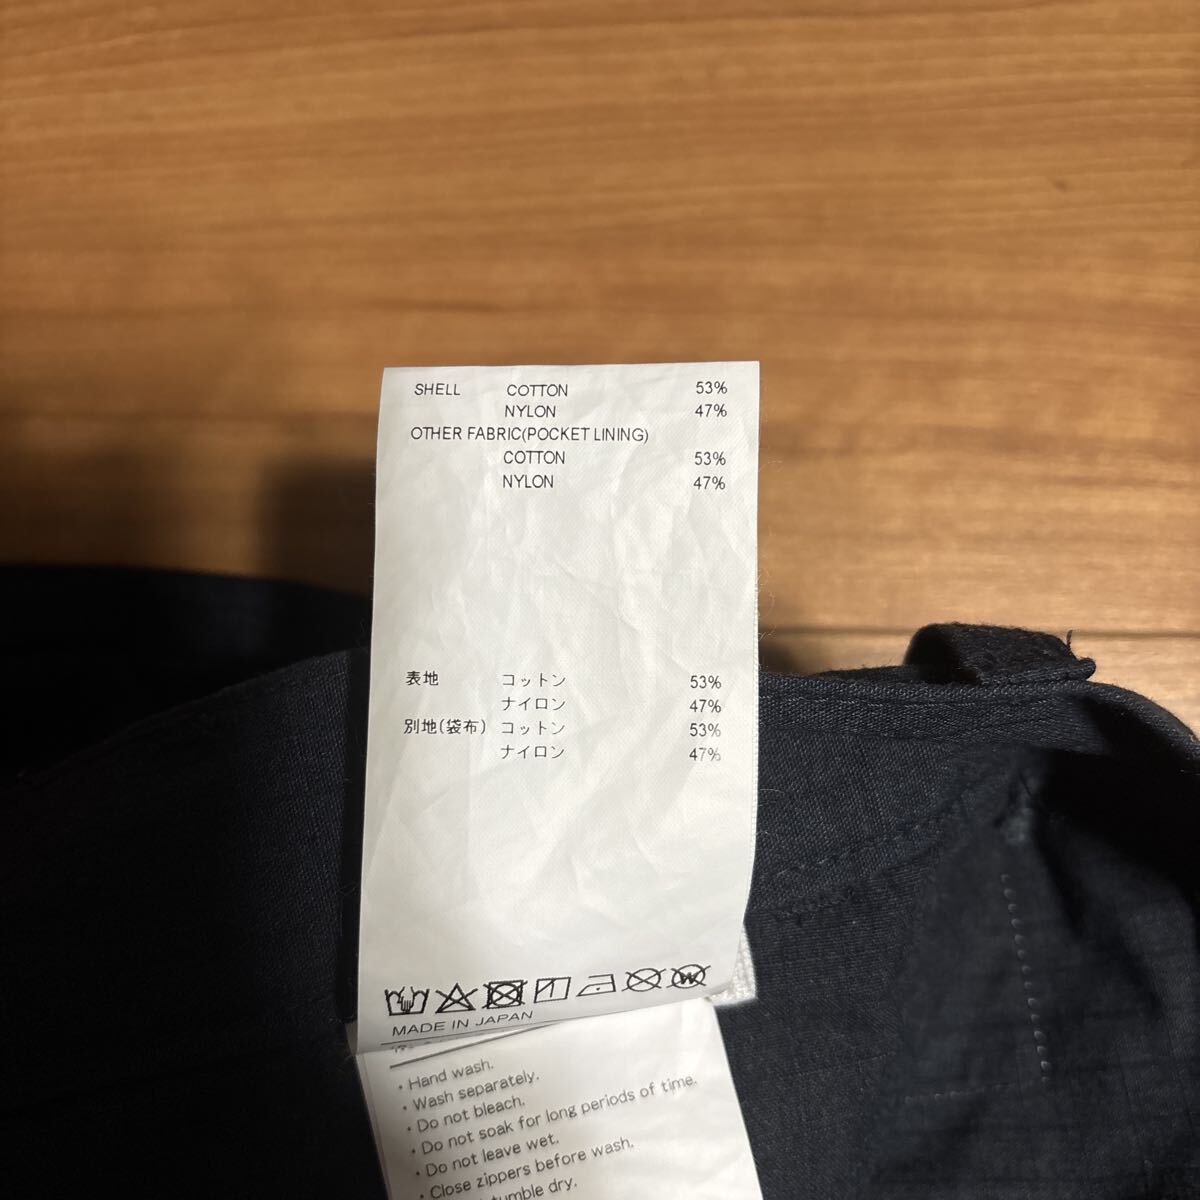 SHELL COTTON 53%
NYLON 47%
OTHER FABRIC(POCKET LINING)
COTTON 53%
NYLON 47%
表地 コットン 53%
ナイロン 47%
別地(袋布) コットン 53%
ナイロン 47%
MADE IN JAPAN
・Hand wash.
・Wash separately.
・Do not bleach.
・Do not soak for long periods of time.
・Do not leave wet.
・Close zippers before wash.
tumble dry.